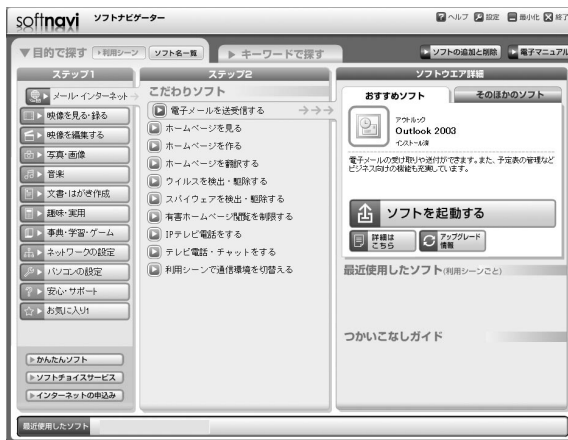 softnavi ソフトナビゲーター
ヘルプ 設定 最小化 終了
▼目的で探す ▶利用シーン ソフト名一覧 ▶キーワードで探す
ソフトの追加と削除 電子マニュアル
ステップ1
メール・インターネット
映像を見る・録る
映像を編集する
写真・画像
音楽
文書・はがき作成
趣味・実用
事典・学習・ゲーム
ネットワークの設定
パソコンの設定
安心・サポート
お気に入り1
▶かんたんソフト
▶ソフトチョイスサービス
▶インターネットの申込み
ステップ2
こだわりソフト
電子メールを送受信する
ホームページを見る
ホームページを作る
ホームページを翻訳する
ウイルスを検出・駆除する
スパイウェアを検出・駆除する
有害ホームページ閲覧を制限する
IPテレビ電話をする
テレビ電話・チャットをする
利用シーンで通信環境を切替える
ソフトウエア詳細
おすすめソフト そのほかのソフト
アウトルック
Outlook 2003
インストール済
電子メールの受け取りや送付ができます。また、予定表の管理など
ビジネス向けの機能も充実しています。
ソフトを起動する
詳細は
こちら
アップグレード
情報
最近使用したソフト(利用シーンごと)
つかいこなしガイド
最近使用したソフト